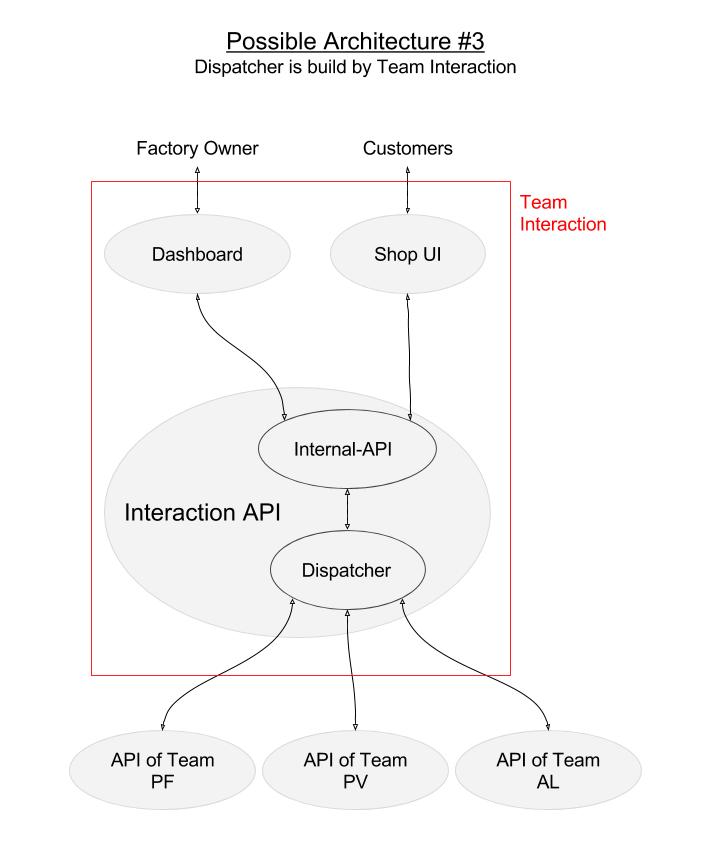 Possible Architecture #3
Dispatcher is build by Team Interaction
Factory Owner
Customers
Team
Interaction
Dashboard
Shop UI
Internal-API
Interaction API
Dispatcher
API of Team
PF
API of Team
PV
API of Team
AL